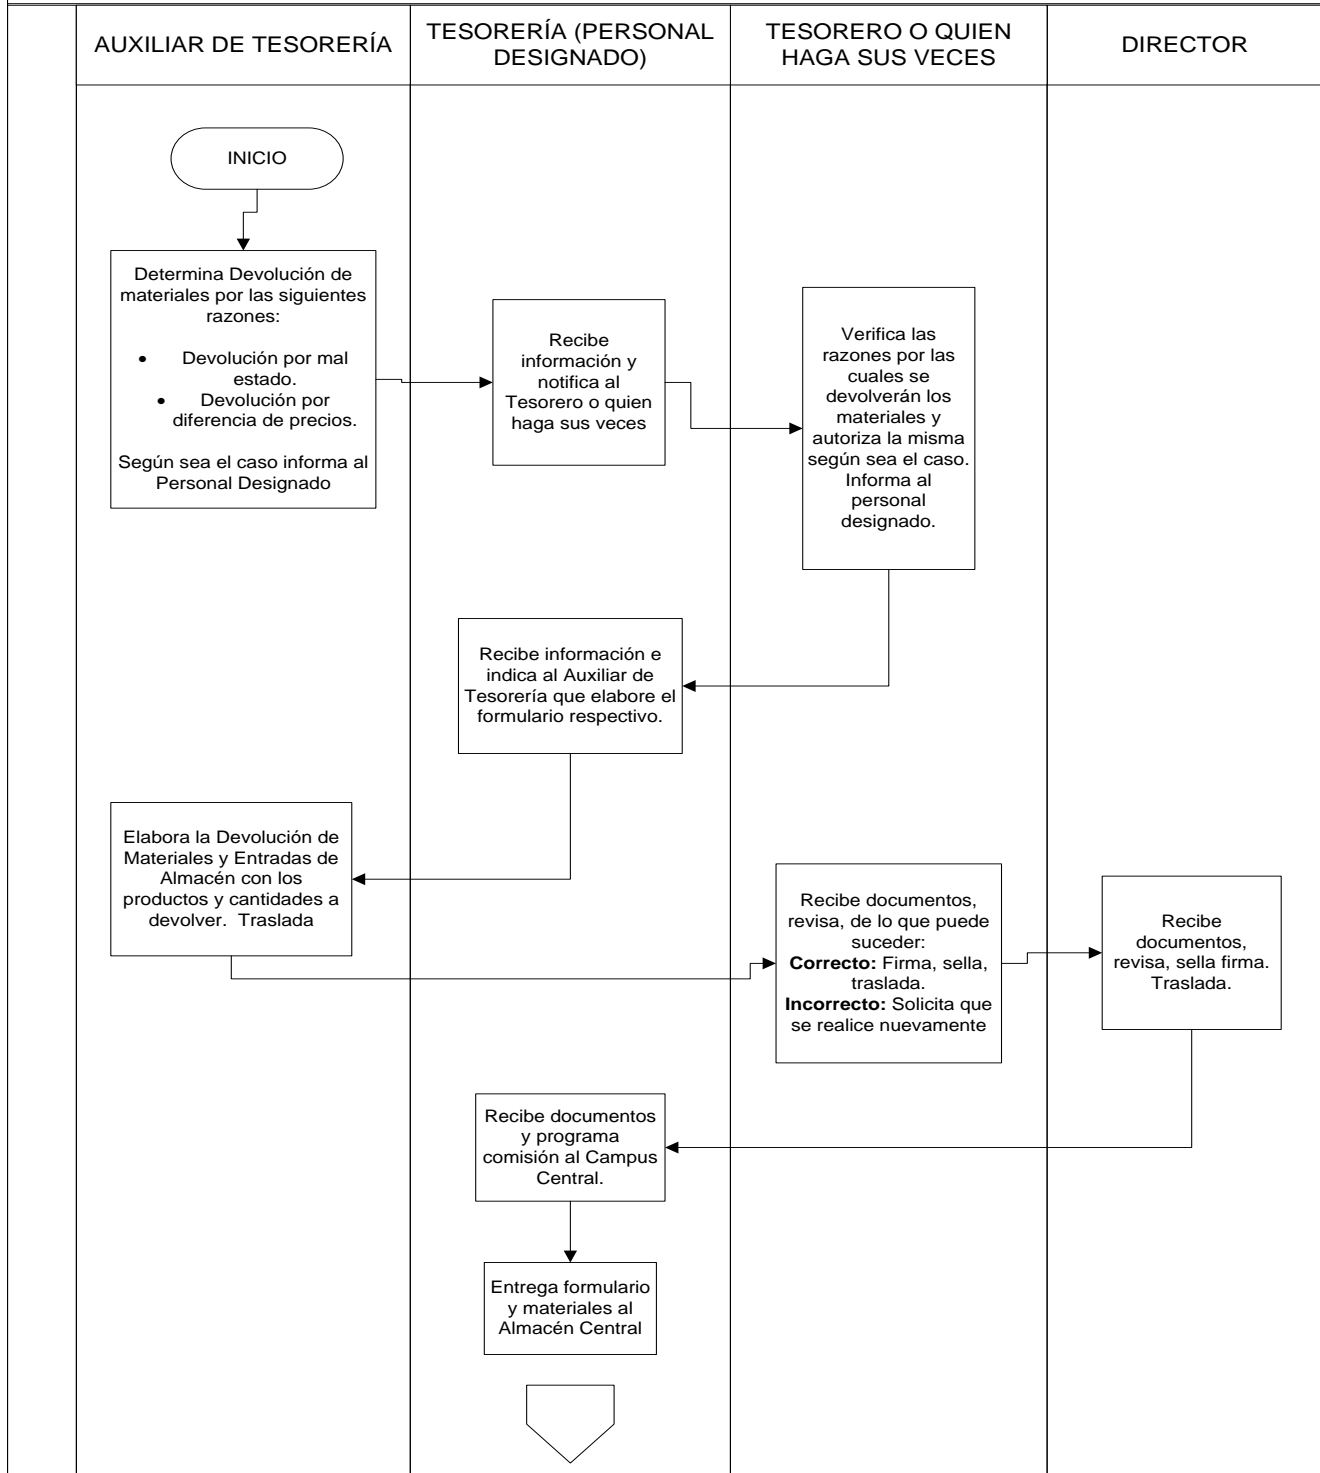 AUXILIAR DE TESORERÍA
TESORERÍA (PERSONAL
DESIGNADO)
TESORERO O QUIEN
HAGA SUS VECES
DIRECTOR
INICIO
Determina Devolución de
materiales por las siguientes
razones:
• Devolución por mal
estado.
• Devolución por
diferencia de precios.
Según sea el caso informa al
Personal Designado
Recibe
información y
notifica al
Tesorero o quien
haga sus veces
Verifica las
razones por las
cuales se
devolverán los
materiales y
autoriza la misma
según sea el caso.
Informa al
personal
designado.
Recibe información e
indica al Auxiliar de
Tesorería que elabore el
formulario respectivo.
Elabora la Devolución de
Materiales y Entradas de
Almacén con los
productos y cantidades a
devolver.  Traslada
Recibe documentos,
revisa, de lo que puede
suceder:
Correcto: Firma, sella,
traslada.
Incorrecto: Solicita que
se realice nuevamente
Recibe
documentos,
revisa, sella firma.
Traslada.
Recibe documentos
y programa
comisión al Campus
Central.
Entrega formulario
y materiales al
Almacén Central